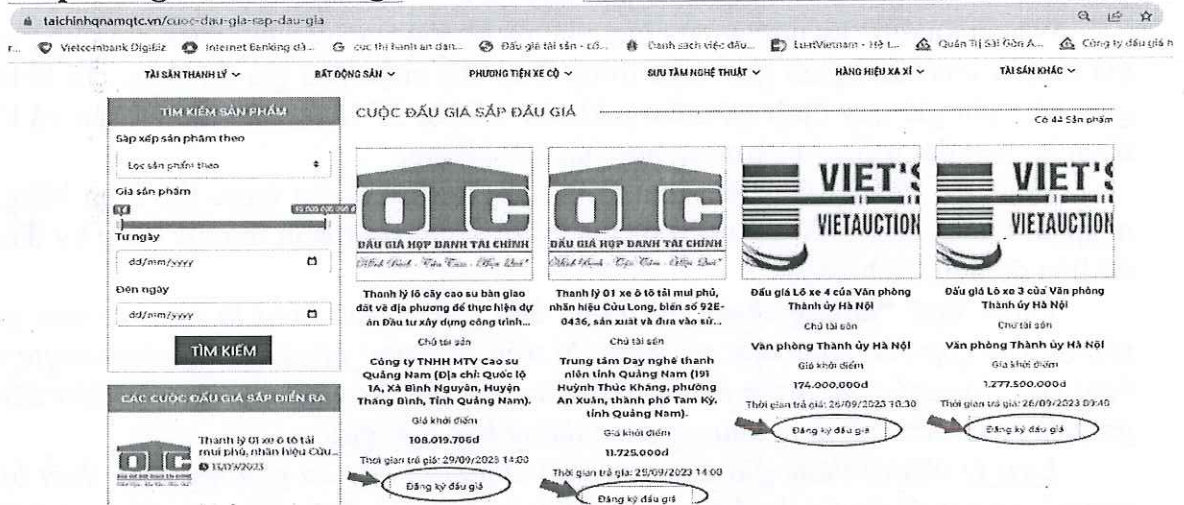 taichinhqnamqtc.vn/cuoc-dau-gia-sap-dau-gia
Vietcombank DigiBiz
Internet Banking dà...
cục thi hành án dân...
Đấu giá tài sản - cổ...
Danh sách việc đấu...
LuatVietnam - Hệ t...
Quản Trị Sài Gòn A...
Công ty đấu giá h
TÀI SẢN THANH LÝ
BẤT ĐỘNG SẢN
PHƯƠNG TIỆN XE CỘ
SƯU TẦM NGHỆ THUẬT
HÀNG HIỆU XA XỈ
TÀI SẢN KHÁC
TÌM KIẾM SẢN PHẨM
Sắp xếp sản phẩm theo
Lọc sản phẩm theo
Giá sản phẩm
Từ ngày
dd/mm/yyyy
Đến ngày
dd/mm/yyyy
TÌM KIẾM
CÁC CUỘC ĐẤU GIÁ SẮP DIỄN RA
Thanh lý 01 xe ô tô tải
mui phủ, nhãn hiệu Cửu...
CUỘC ĐẤU GIÁ SẮP ĐẤU GIÁ
Có 44 Sản phẩm
QTC
ĐẤU GIÁ HỢP DANH TÀI CHÍNH
Thanh lý lô cây cao su bàn giao
đất về địa phương để thực hiện dự
án Đầu tư xây dựng công trình...
Chủ tài sản
Công ty TNHH MTV Cao su
Quảng Nam (Địa chỉ: Quốc lộ
1A, Xã Bình Nguyên, Huyện
Thăng Bình, Tỉnh Quảng Nam).
Giá khởi điểm
108.019.706đ
Thời gian trả giá: 29/09/2023 14:00
Đăng ký đấu giá
QTC
ĐẤU GIÁ HỢP DANH TÀI CHÍNH
Thanh lý 01 xe ô tô tải mui phủ,
nhãn hiệu Cửu Long, biển số 92E-
0436, sản xuất và đưa vào sử...
Chủ tài sản
Trung tâm Dạy nghề thanh
niên tỉnh Quảng Nam (191
Huỳnh Thúc Kháng, phường
An Xuân, thành phố Tam Kỳ,
tỉnh Quảng Nam).
Giá khởi điểm
11.725.000đ
Thời gian trả giá: 29/09/2023 14:00
Đăng ký đấu giá
VIET'S
VIETAUCTION
Đấu giá Lô xe 4 của Văn phòng
Thành ủy Hà Nội
Chủ tài sản
Văn phòng Thành ủy Hà Nội
Giá khởi điểm
174.000.000đ
Thời gian trả giá: 26/09/2023 10:30
Đăng ký đấu giá
VIET'S
VIETAUCTION
Đấu giá Lô xe 3 của Văn phòng
Thành ủy Hà Nội
Chủ tài sản
Văn phòng Thành ủy Hà Nội
Giá khởi điểm
1.277.500.000đ
Thời gian trả giá: 26/09/2023 09:40
Đăng ký đấu giá